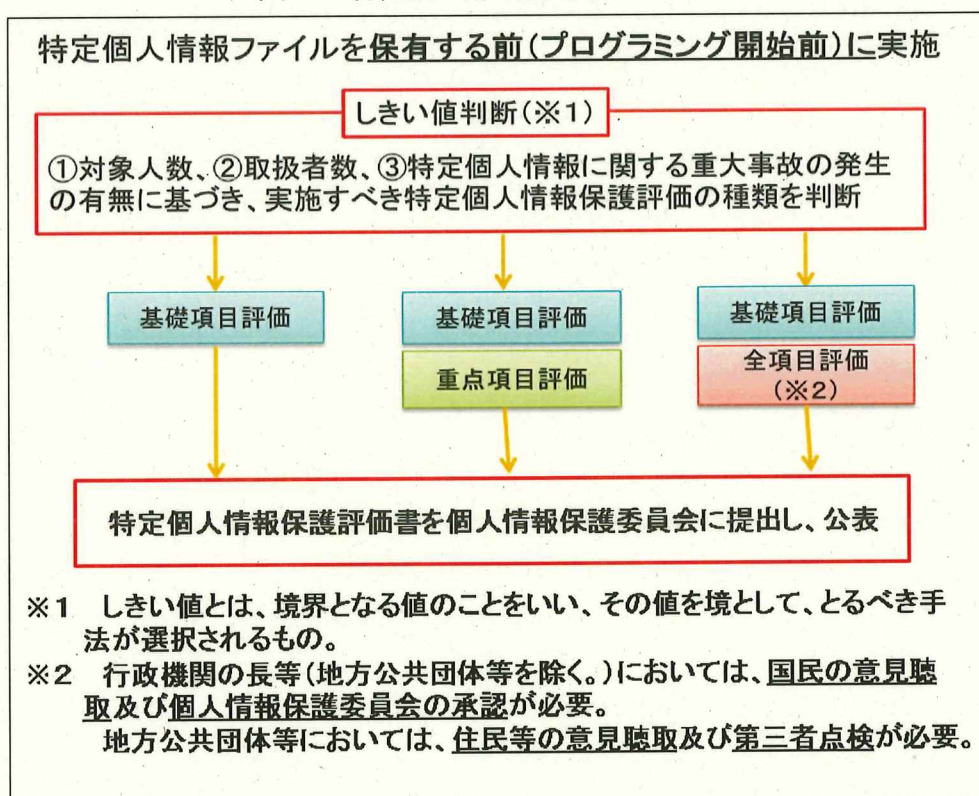 特定個人情報ファイルを保有する前(プログラミング開始前)に実施
しきい値判断(※1)
①対象人数、②取扱者数、③特定個人情報に関する重大事故の発生
の有無に基づき、実施すべき特定個人情報保護評価の種類を判断
基礎項目評価
基礎項目評価
重点項目評価
基礎項目評価
全項目評価
(※2)
特定個人情報保護評価書を個人情報保護委員会に提出し、公表
※1 しきい値とは、境界となる値のことをいい、その値を境として、とるべき手
法が選択されるもの。
※2 行政機関の長等(地方公共団体等を除く。)においては、国民の意見聴
取及び個人情報保護委員会の承認が必要。
地方公共団体等においては、住民等の意見聴取及び第三者点検が必要。